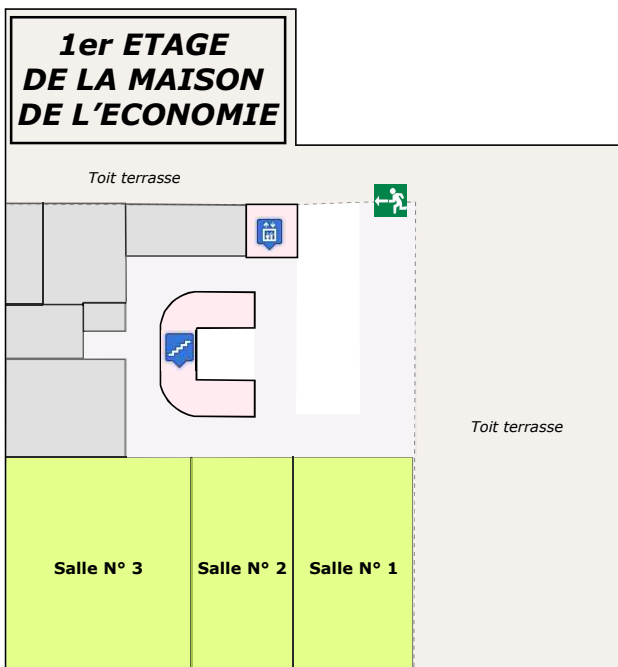 1er ETAGE
DE LA MAISON
DE L’ECONOMIE
Toit terrasse
Toit terrasse
Salle N° 3
Salle N° 2
Salle N° 1